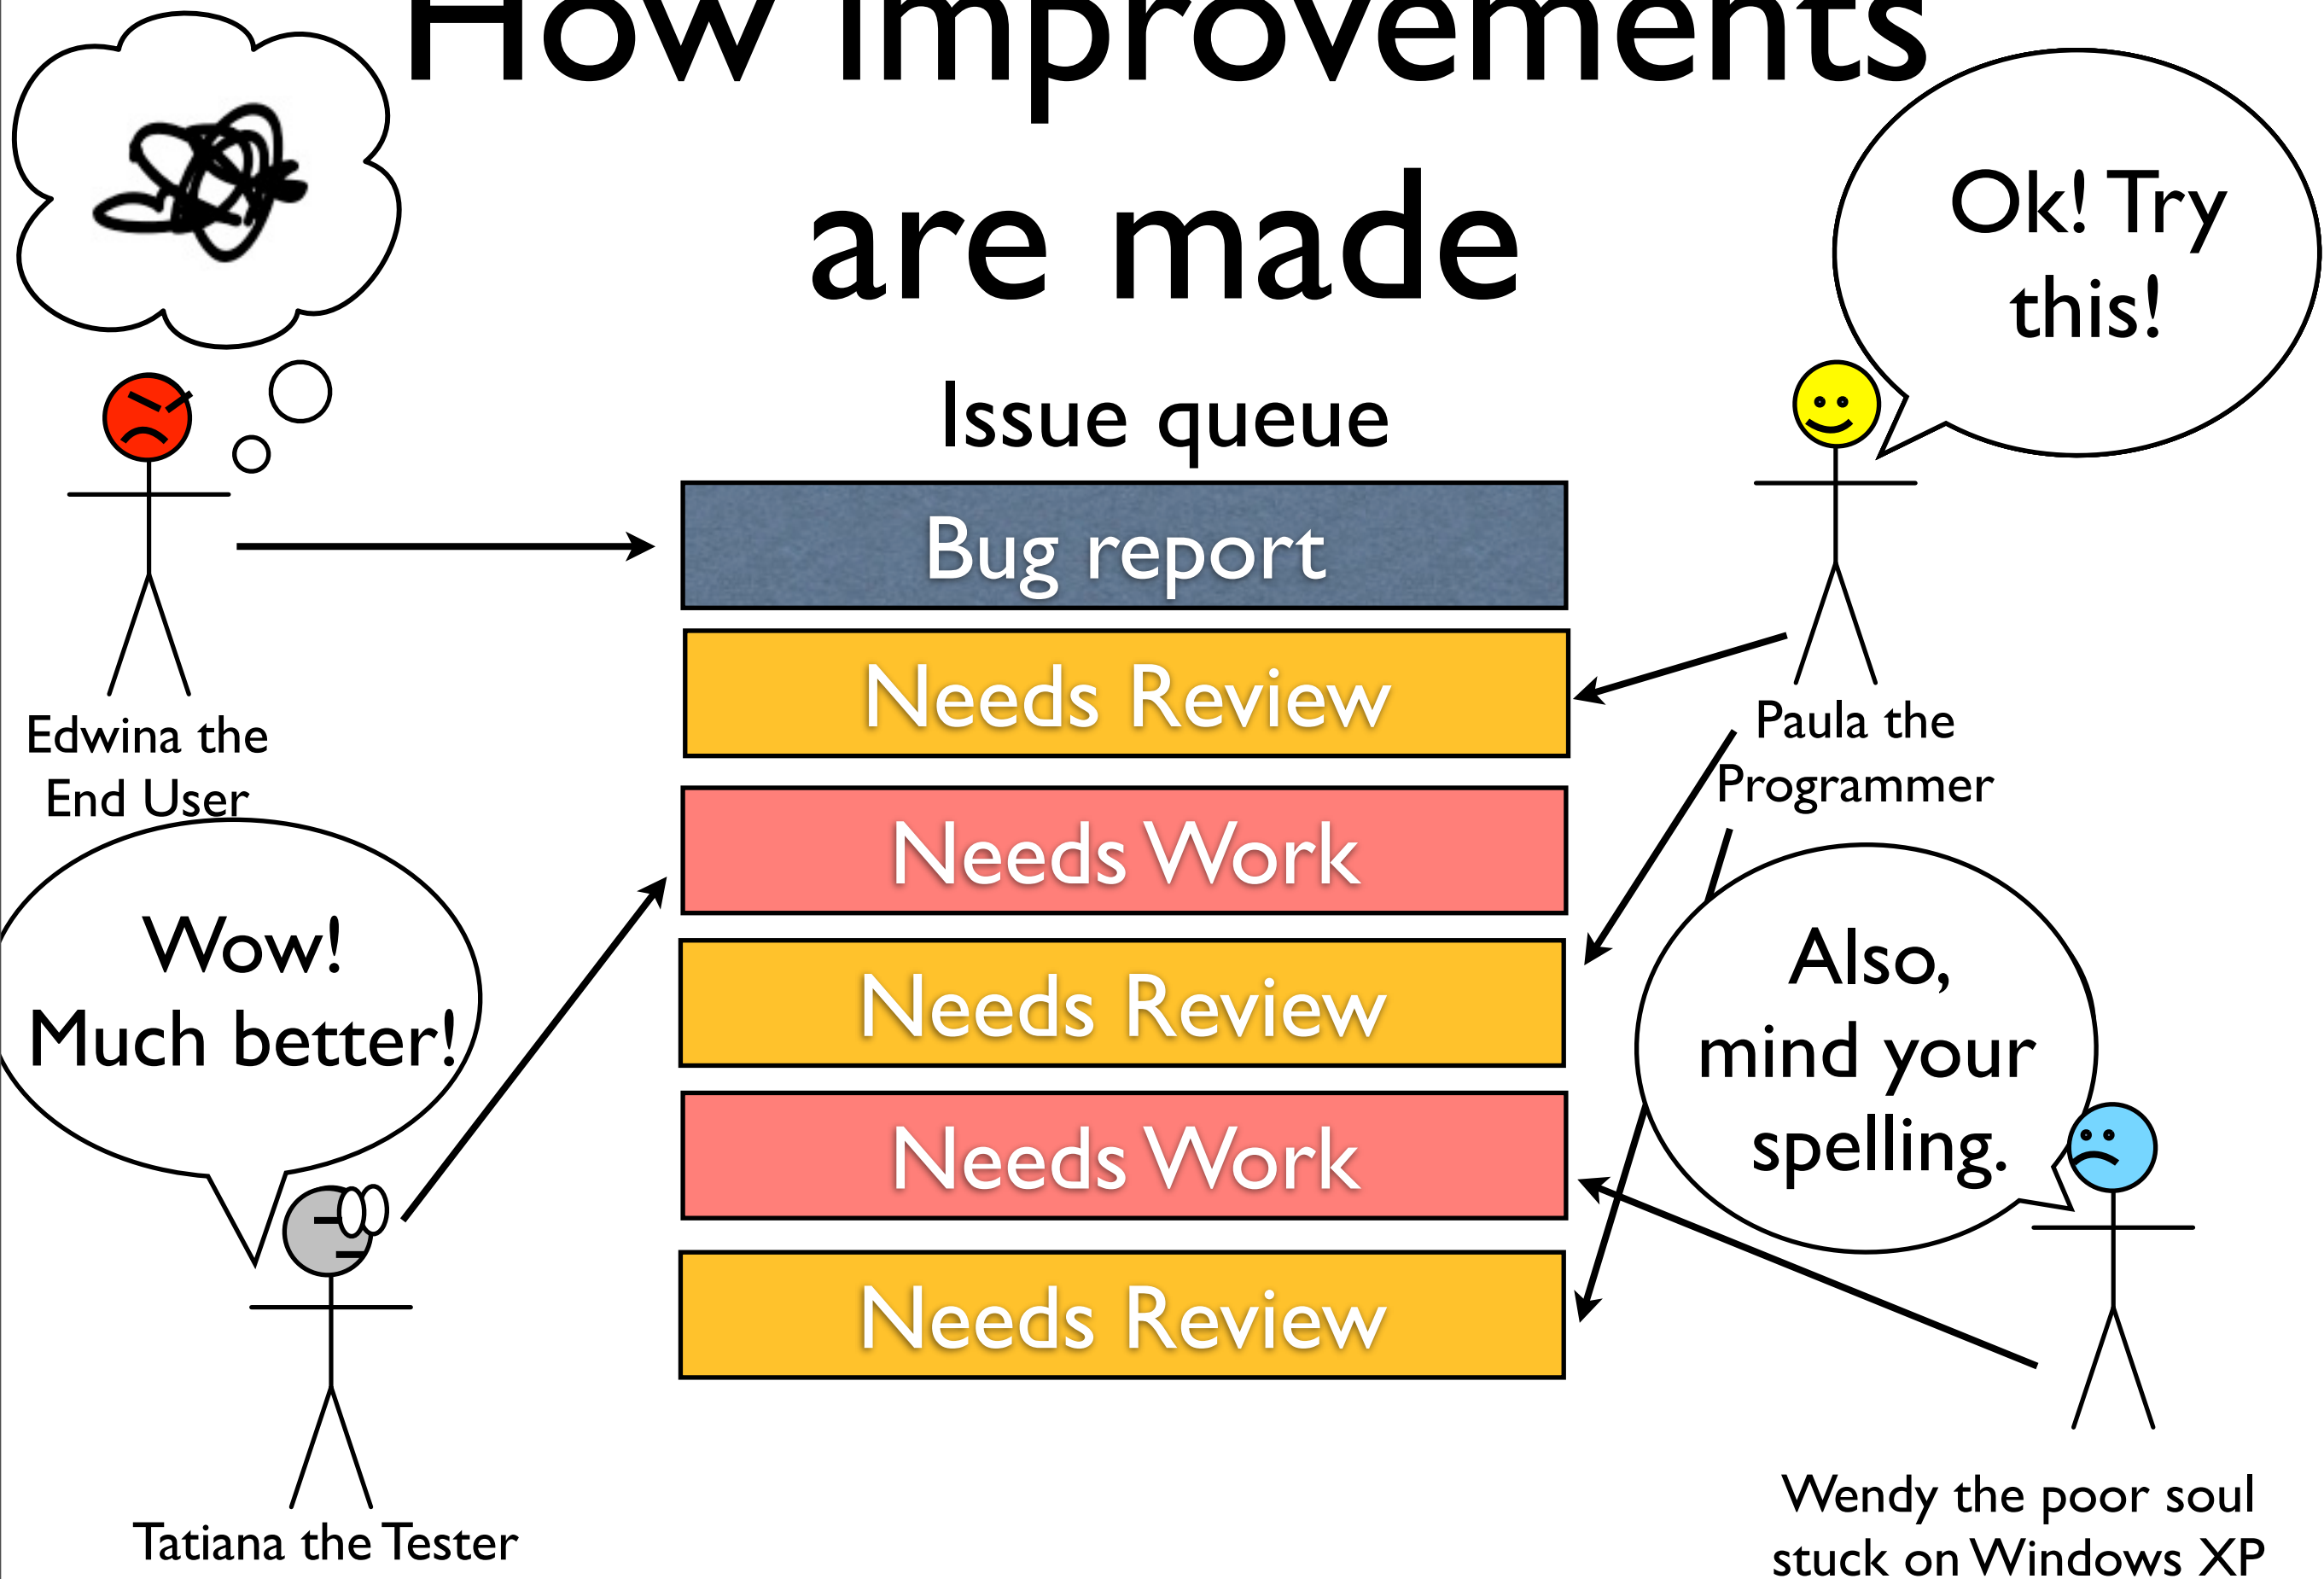 How improvements
are made
Ok! Try
this!
Issue queue
Bug report
Needs Review
Needs Work
Needs Review
Needs Work
Needs Review
Edwina the
End User
Paula the
Programmer
Wow!
Much better!
Also,
mind your
spelling.
Tatiana the Tester
Wendy the poor soul
stuck on Windows XP